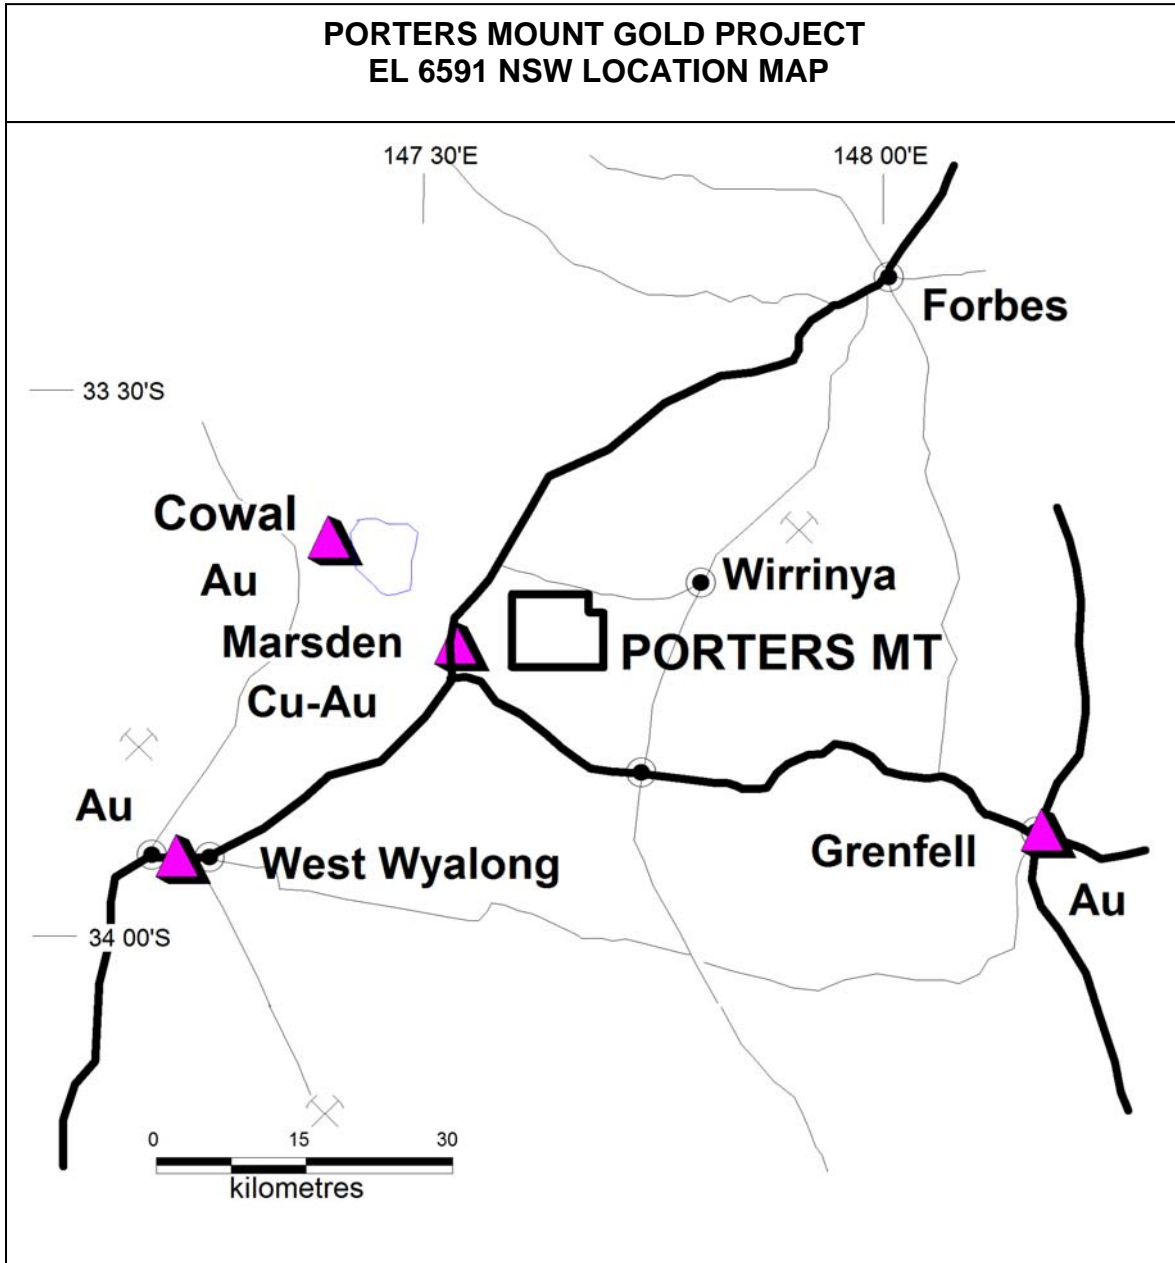 PORTERS MOUNT GOLD PROJECT
EL 6591 NSW LOCATION MAP
147 30'E
148 00'E
Forbes
33 30'S
Cowal
Au
Wirrinya
Marsden
PORTERS MT
Cu-Au
Au
Grenfell
West Wyalong
Au
34 00'S
0 15 30
kilometres